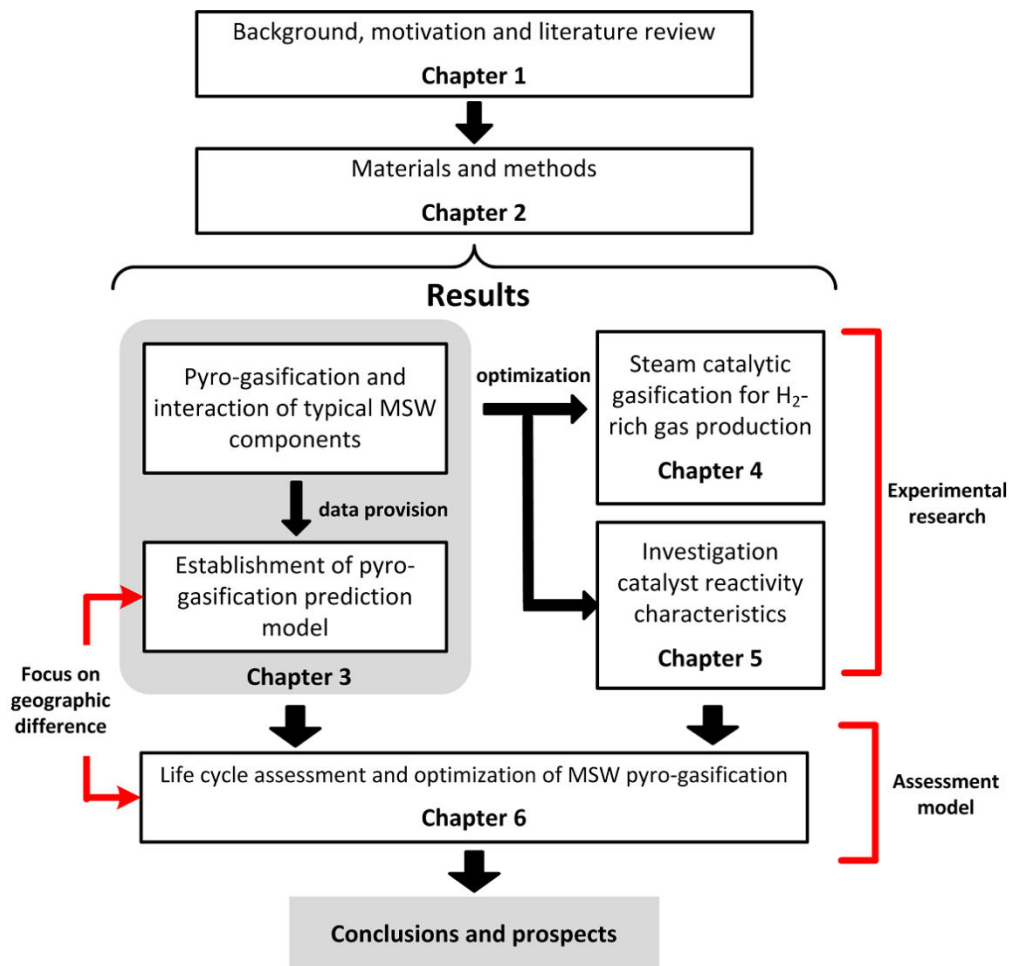 Background, motivation and literature review
Chapter 1
Materials and methods
Chapter 2
Results
Pyro-gasification and
interaction of typical MSW
components
data provision
Establishment of pyro-
gasification prediction
model
Chapter 3
optimization
Steam catalytic
gasification for H₂-
rich gas production
Chapter 4
Investigation
catalyst reactivity
characteristics
Chapter 5
Experimental
research
Focus on
geographic
difference
Life cycle assessment and optimization of MSW pyro-gasification
Chapter 6
Assessment
model
Conclusions and prospects